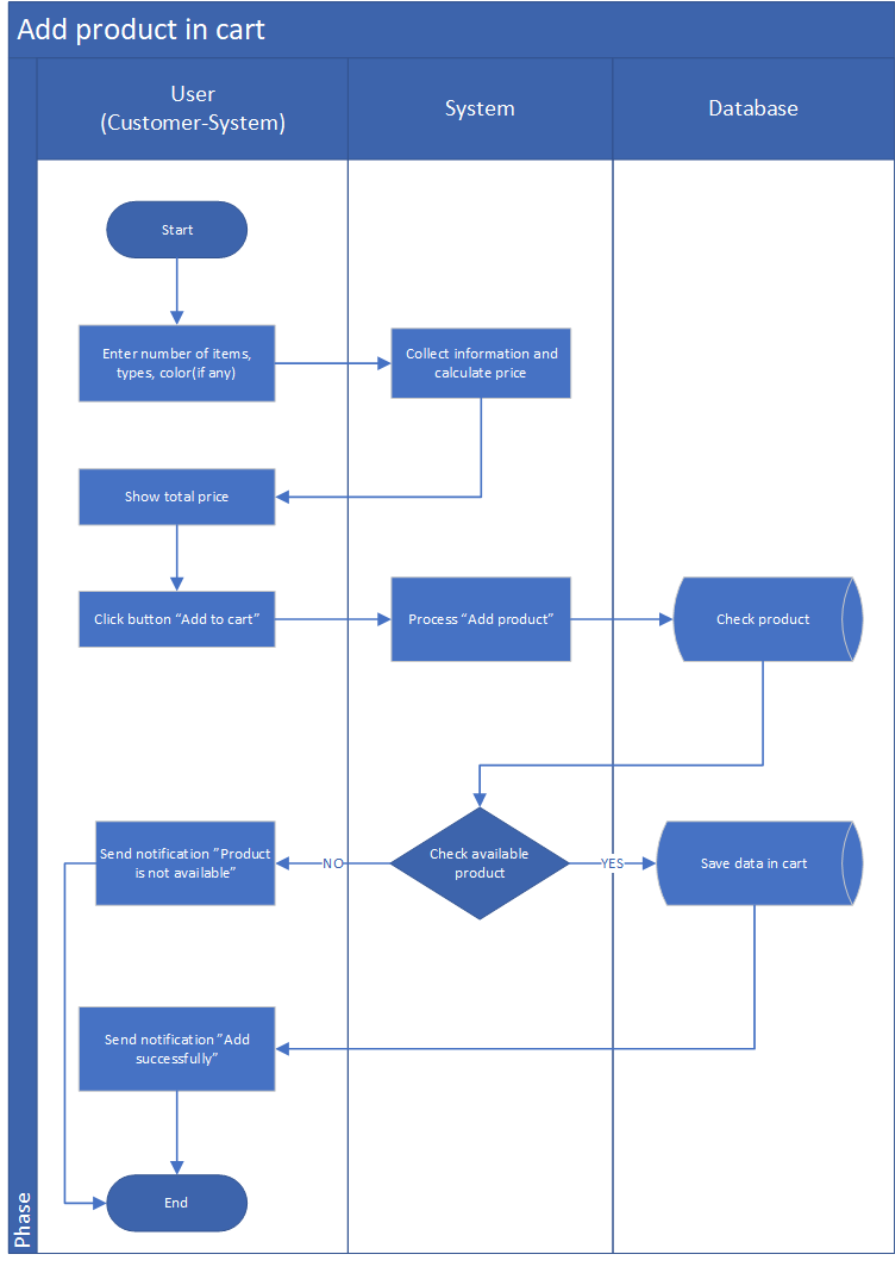 Add product in cart
User
(Customer-System)
System
Database
Start
Enter number of items,
types, color(if any)
Collect information and
calculate price
Show total price
Click button “Add to cart”
Process “Add product”
Check product
Send notification ”Product
is not available”
NO
Check available
product
YES
Save data in cart
Send notification ”Add
successfully”
End
Phase